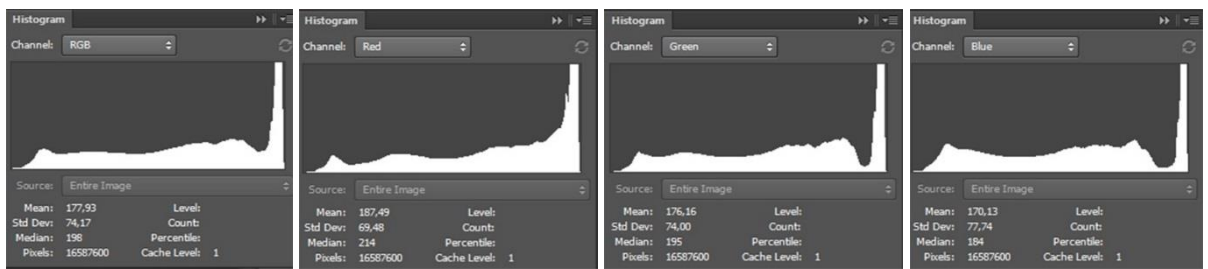 Histogram
Channel: RGB
Source: Entire Image
Mean: 177,93 Level:
Std Dev: 74,17 Count:
Median: 198 Percentile:
Pixels: 16587600 Cache Level: 1
Histogram
Channel: Red
Source: Entire Image
Mean: 187,49 Level:
Std Dev: 69,48 Count:
Median: 214 Percentile:
Pixels: 16587600 Cache Level: 1
Histogram
Channel: Green
Source: Entire Image
Mean: 176,16 Level:
Std Dev: 74,00 Count:
Median: 195 Percentile:
Pixels: 16587600 Cache Level: 1
Histogram
Channel: Blue
Source: Entire Image
Mean: 170,13 Level:
Std Dev: 77,74 Count:
Median: 184 Percentile:
Pixels: 16587600 Cache Level: 1